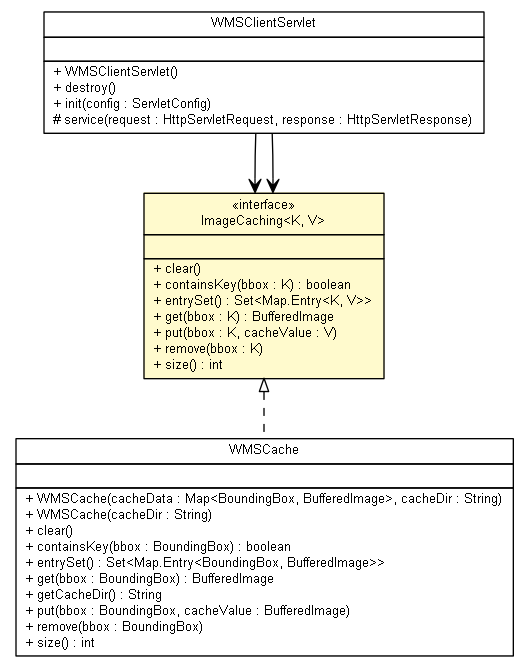 WMSClientServlet
+ WMSClientServlet()
+ destroy()
+ init(config : ServletConfig)
# service(request : HttpServletRequest, response : HttpServletResponse)
«interface»
ImageCaching<K, V>
+ clear()
+ containsKey(bbox : K) : boolean
+ entrySet() : Set<Map.Entry<K, V>>
+ get(bbox : K) : BufferedImage
+ put(bbox : K, cacheValue : V)
+ remove(bbox : K)
+ size() : int
WMSCache
+ WMSCache(cacheData : Map<BoundingBox, BufferedImage>, cacheDir : String)
+ WMSCache(cacheDir : String)
+ clear()
+ containsKey(bbox : BoundingBox) : boolean
+ entrySet() : Set<Map.Entry<BoundingBox, BufferedImage>>
+ get(bbox : BoundingBox) : BufferedImage
+ getCacheDir() : String
+ put(bbox : BoundingBox, cacheValue : BufferedImage)
+ remove(bbox : BoundingBox)
+ size() : int